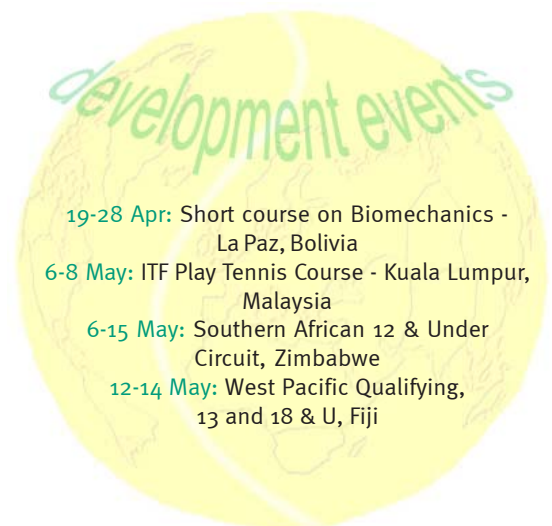 development events
19-28 Apr: Short course on Biomechanics -
La Paz, Bolivia
6-8 May: ITF Play Tennis Course - Kuala Lumpur,
Malaysia
6-15 May: Southern African 12 & Under
Circuit, Zimbabwe
12-14 May: West Pacific Qualifying,
13 and 18 & U, Fiji